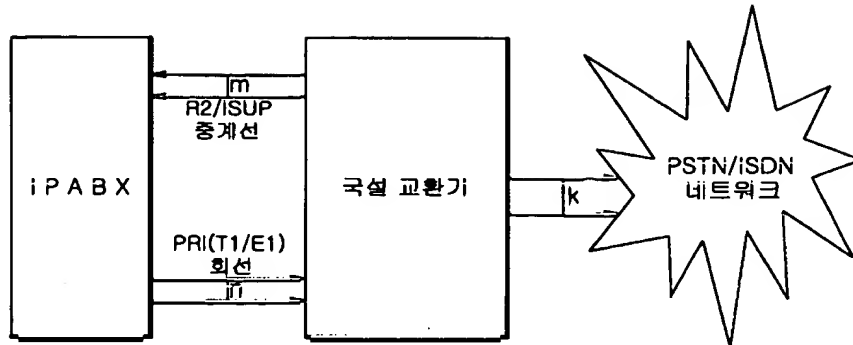 m
R2/ISUP
중계선
i P A B X
국설 교환기
PSTN/ISDN
네트워크
k
PRI(T1/E1)
회선
n